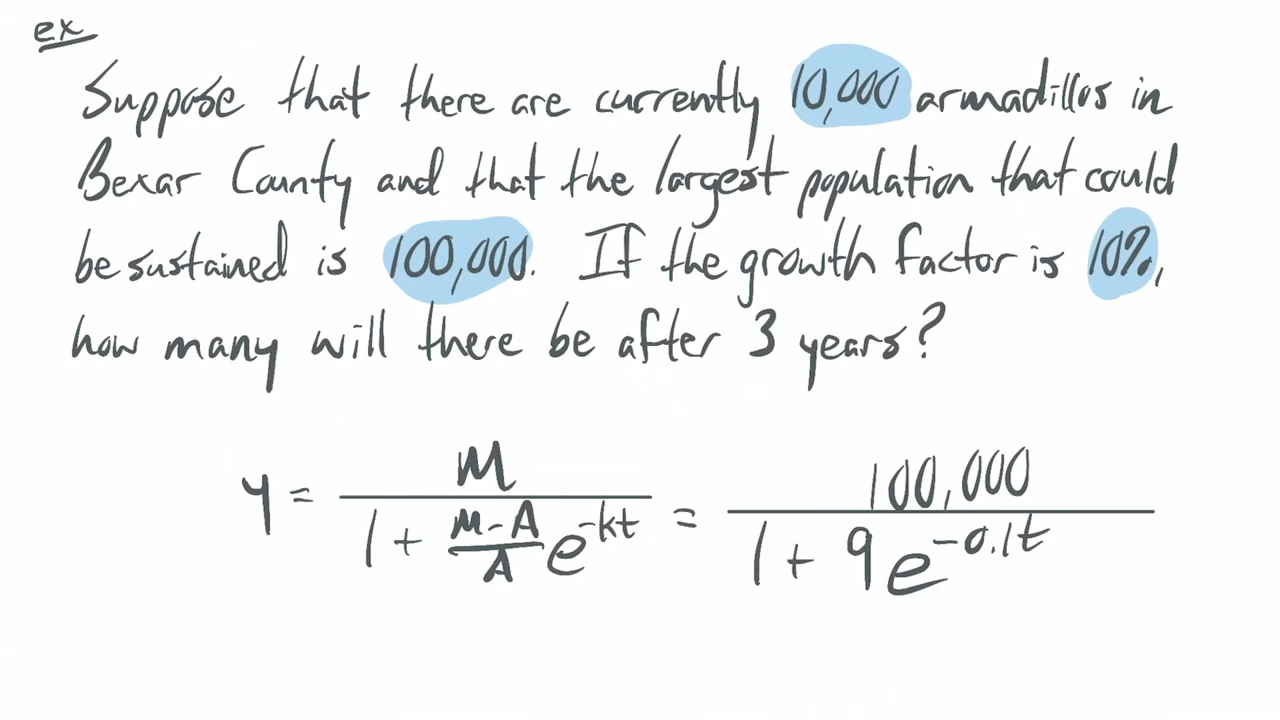 ex
Suppose that there are currently 10,000 armadillos in
Bexar County and that the largest population that could
be sustained is 100,000. If the growth factor is 10%,
how many will there be after 3 years?
y = M / (1 + (M-A)/A e^{-kt}) = 100,000 / (1 + 9e^{-0.1t})